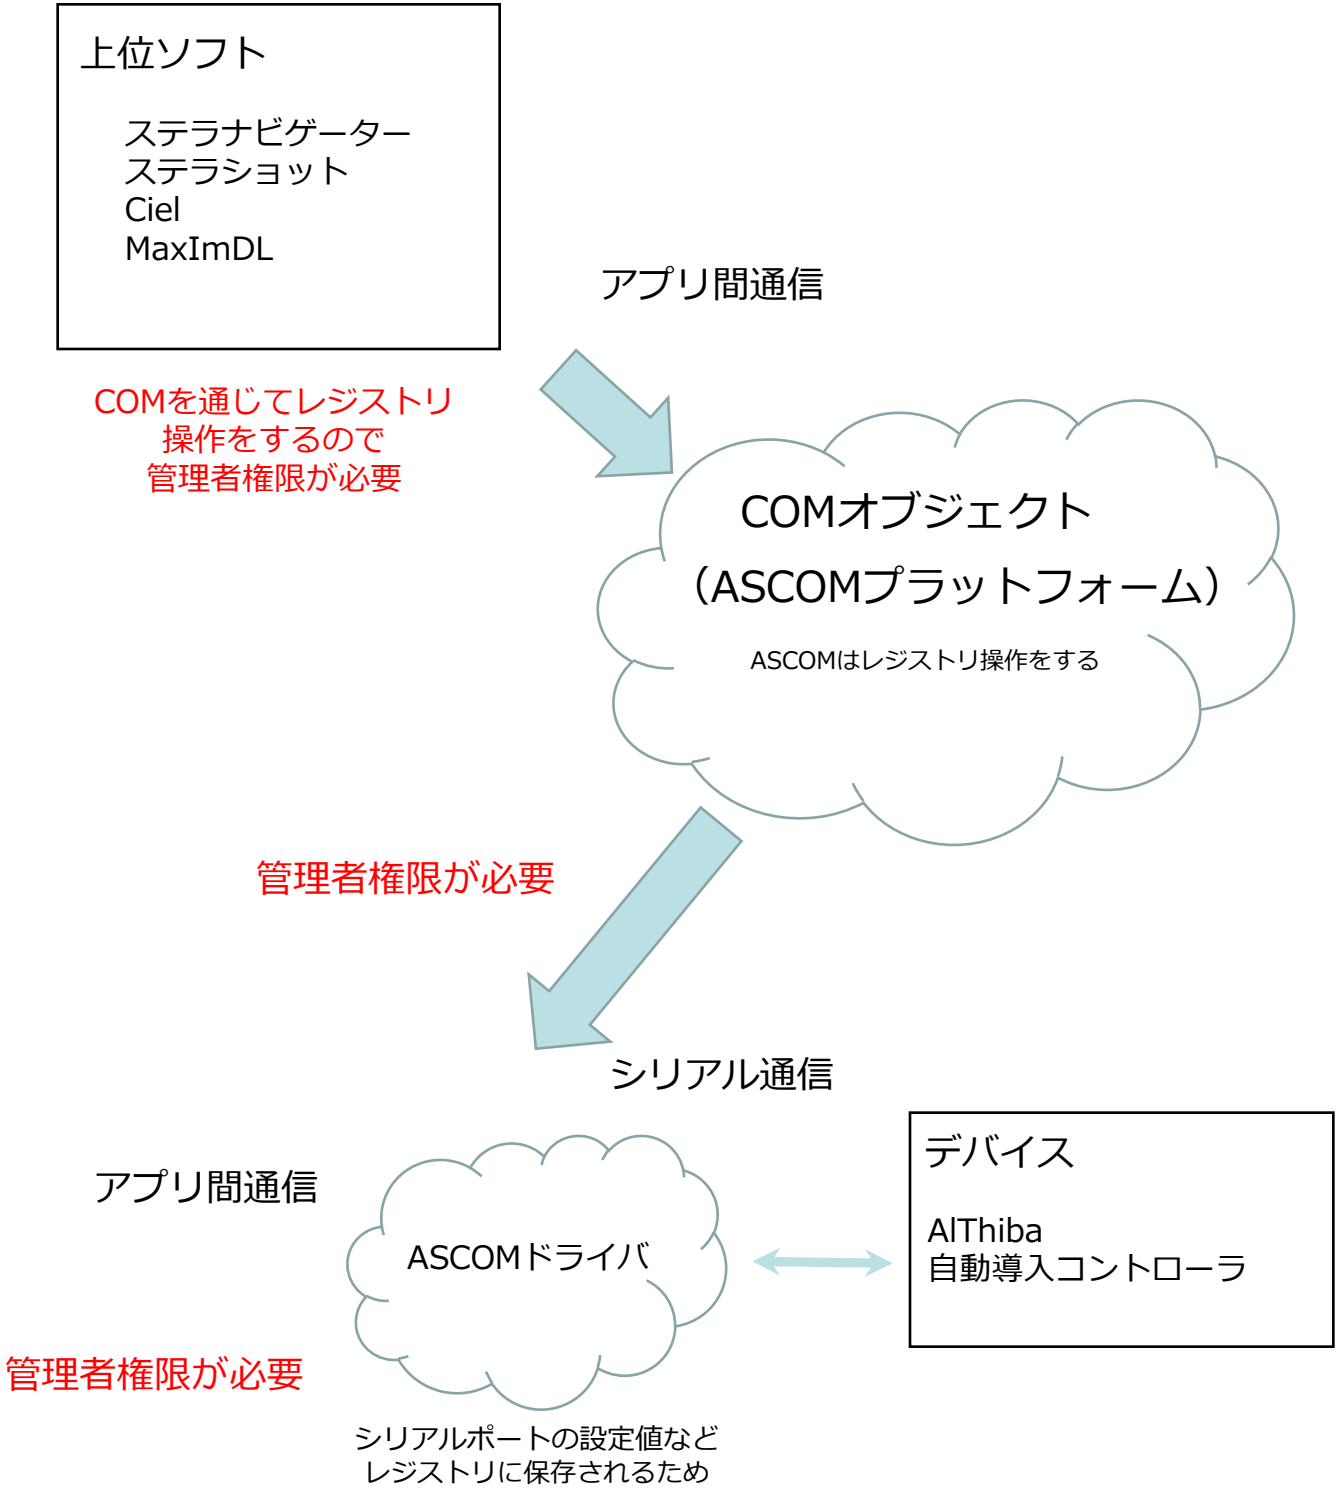 上位ソフト
ステラナビゲーター
ステラショット
Ciel
MaxImDL
アプリ間通信
COMを通じてレジストリ
操作をするので
管理者権限が必要
COMオブジェクト
（ASCOMプラットフォーム）
ASCOMはレジストリ操作をする
管理者権限が必要
シリアル通信
アプリ間通信
ASCOMドライバ
デバイス
AlThiba
自動導入コントローラ
管理者権限が必要
シリアルポートの設定値など
レジストリに保存されるため